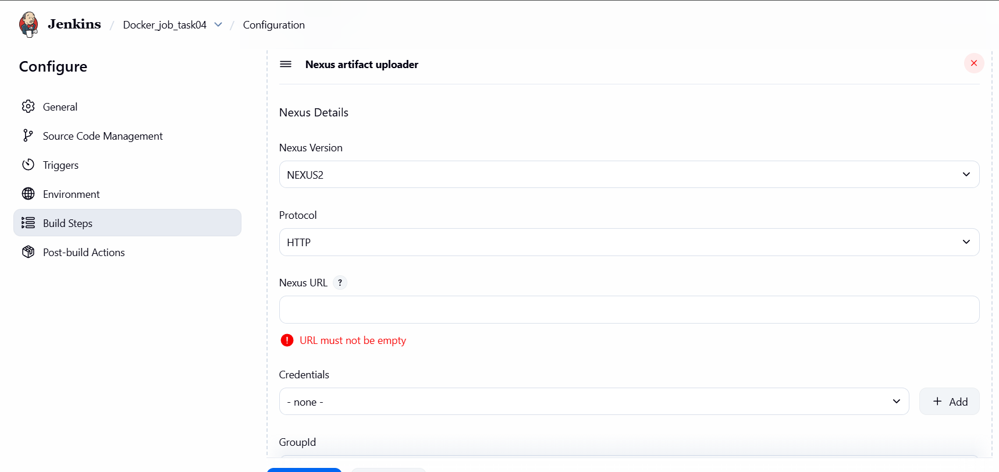 Jenkins / Docker_job_task04 / Configuration
Configure
General
Source Code Management
Triggers
Environment
Build Steps
Post-build Actions
Nexus artifact uploader
Nexus Details
Nexus Version
NEXUS2
Protocol
HTTP
Nexus URL ?
URL must not be empty
Credentials
- none -
+ Add
GroupId